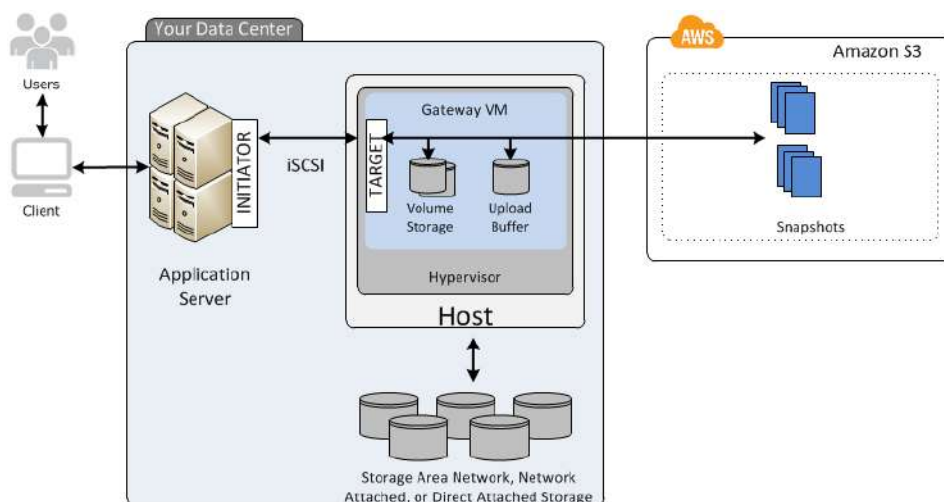 Your Data Center
AWS
Amazon S3
Users
Gateway VM
INITIATOR
iSCSI
TARGET
Client
Volume
Storage
Upload
Buffer
Snapshots
Application
Server
Hypervisor
Host
Storage Area Network, Network
Attached, or Direct Attached Storage